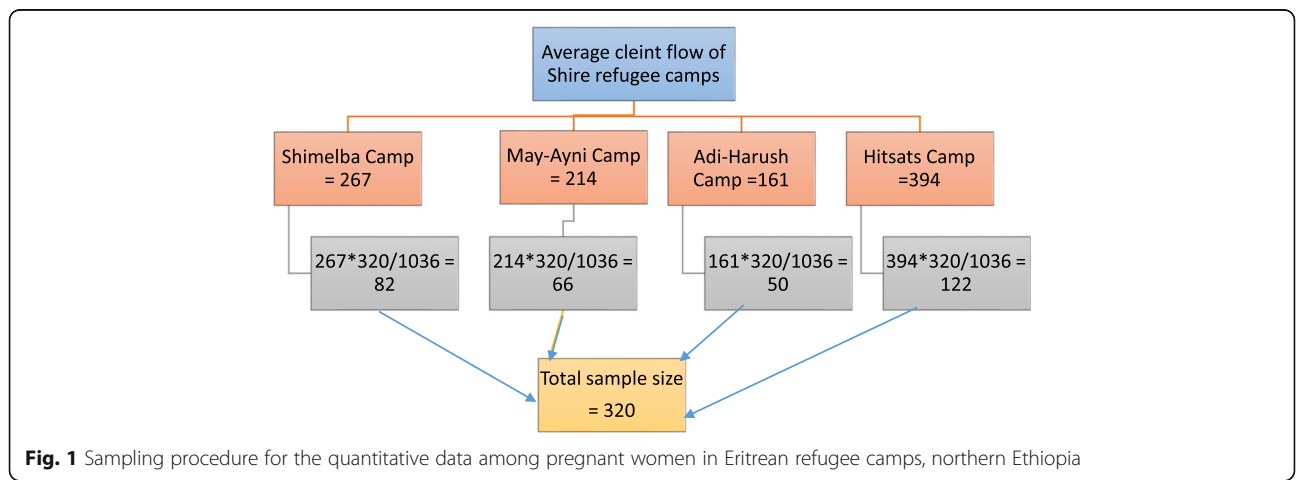 Average cleint flow of
Shire refugee camps
Shimelba Camp
= 267
May-Ayni Camp
= 214
Adi-Harush
Camp =161
Hitsats Camp
=394
267*320/1036 =
82
214*320/1036 =
66
161*320/1036 =
50
394*320/1036 =
122
Total sample size
= 320
Fig. 1 Sampling procedure for the quantitative data among pregnant women in Eritrean refugee camps, northern Ethiopia